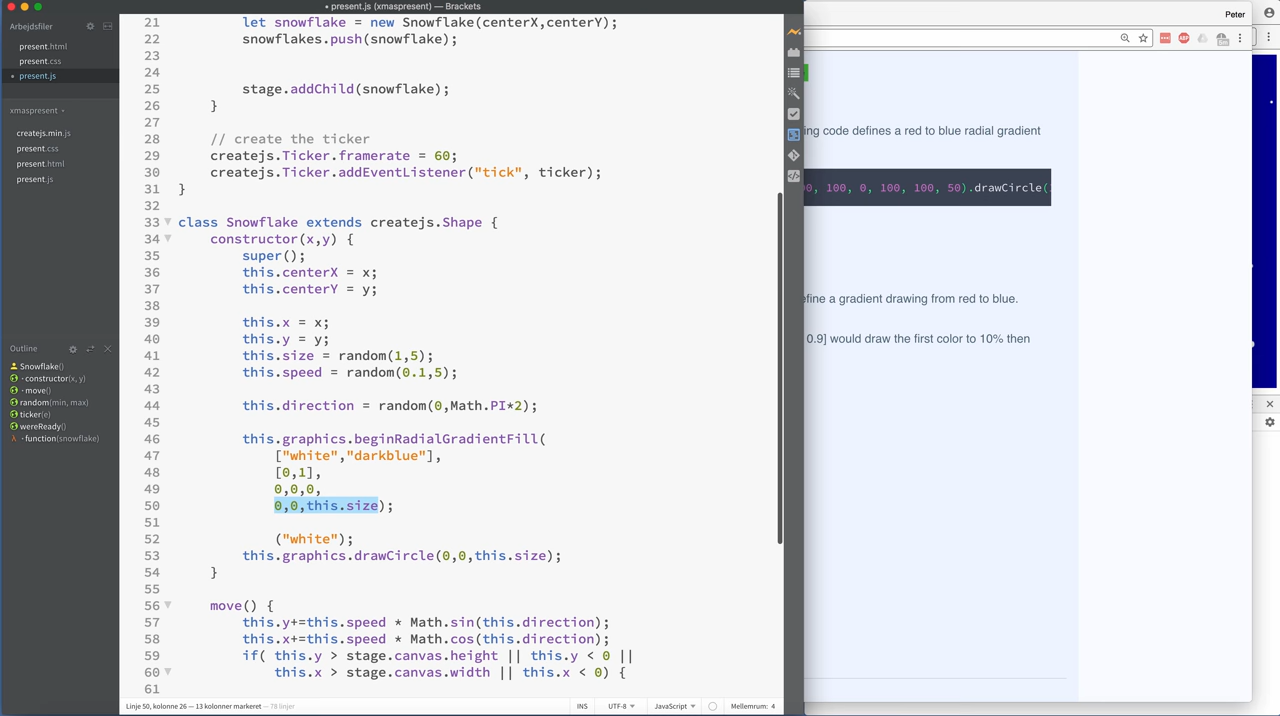 present.js (xmaspresent) — Brackets
Arbejdsfiler
present.html
present.css
present.js
xmaspresent
createjs.min.js
present.css
present.html
present.js
Outline
Snowflake()
constructor(x, y)
move()
random(min, max)
ticker(e)
wereReady()
function(snowflake)
21 let snowflake = new Snowflake(centerX,centerY);
22 snowflakes.push(snowflake);
23
24
25 stage.addChild(snowflake);
26 }
27
28 // create the ticker
29 createjs.Ticker.framerate = 60;
30 createjs.Ticker.addEventListener("tick", ticker);
31 }
32
33 class Snowflake extends createjs.Shape {
34 constructor(x,y) {
35 super();
36 this.centerX = x;
37 this.centerY = y;
38
39 this.x = x;
40 this.y = y;
41 this.size = random(1,5);
42 this.speed = random(0.1,5);
43
44 this.direction = random(0,Math.PI*2);
45
46 this.graphics.beginRadialGradientFill(
47 ["white","darkblue"],
48 [0,1],
49 0,0,0,
50 0,0,this.size);
51
52 ("white");
53 this.graphics.drawCircle(0,0,this.size);
54 }
55
56 move() {
57 this.y+=this.speed * Math.sin(this.direction);
58 this.x+=this.speed * Math.cos(this.direction);
59 if( this.y > stage.canvas.height || this.y < 0 ||
60 this.x > stage.canvas.width || this.x < 0) {
61
Linje 50, kolonne 26 — 13 kolonner markeret — 78 linjer
INS
UTF-8
JavaScript
Mellemrum: 4
Peter
ABP
ing code defines a red to blue radial gradient
00, 100, 0, 100, 100, 50).drawCircle(
efine a gradient drawing from red to blue.
0.9] would draw the first color to 10% then